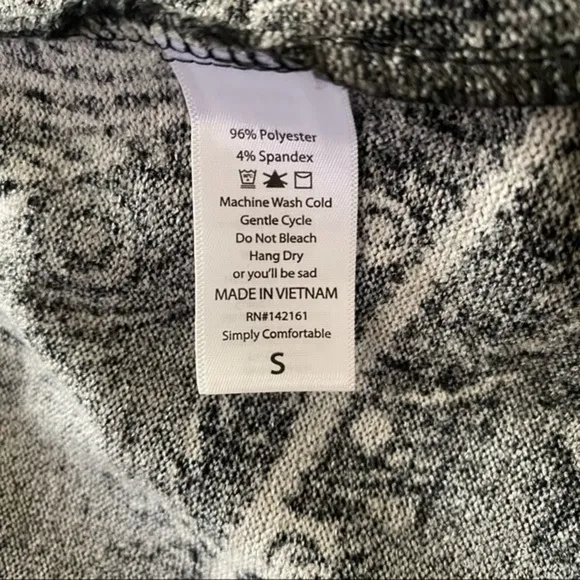 96% Polyester
4% Spandex
Machine Wash Cold
Gentle Cycle
Do Not Bleach
Hang Dry
or you'll be sad
MADE IN VIETNAM
RN#142161
Simply Comfortable
S